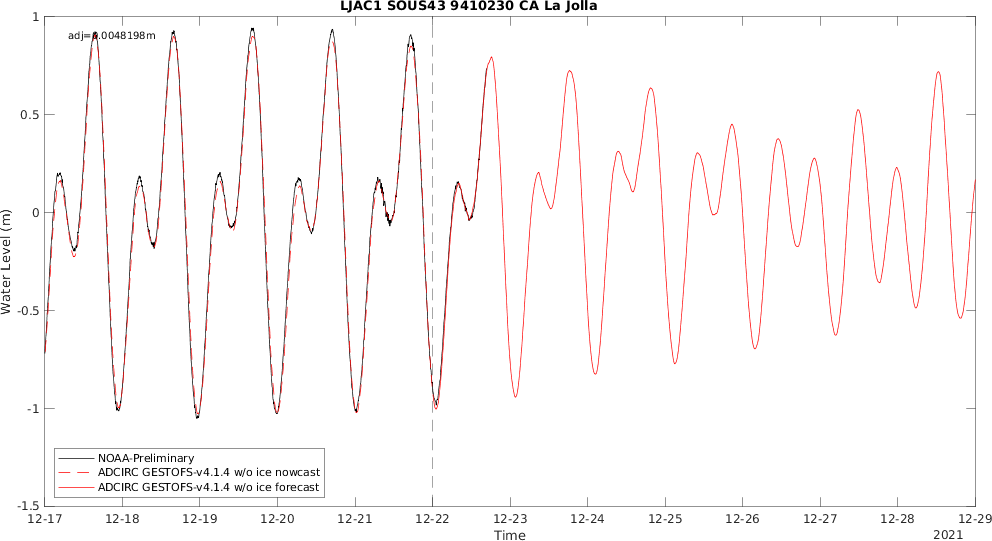 LJAC1 SOUS43 9410230 CA La Jolla
adj=0.0048198m
1
0.5
0
-0.5
-1
-1.5
Water Level (m)
NOAA-Preliminary
ADCIRC GESTOFS-v4.1.4 w/o ice nowcast
ADCIRC GESTOFS-v4.1.4 w/o ice forecast
12-17 12-18 12-19 12-20 12-21 12-22 12-23 12-24 12-25 12-26 12-27 12-28 12-29
Time
2021